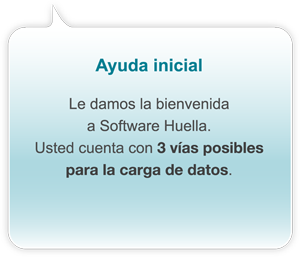 Ayuda inicial
Le damos la bienvenida
a Software Huella.
Usted cuenta con 3 vías posibles
para la carga de datos.